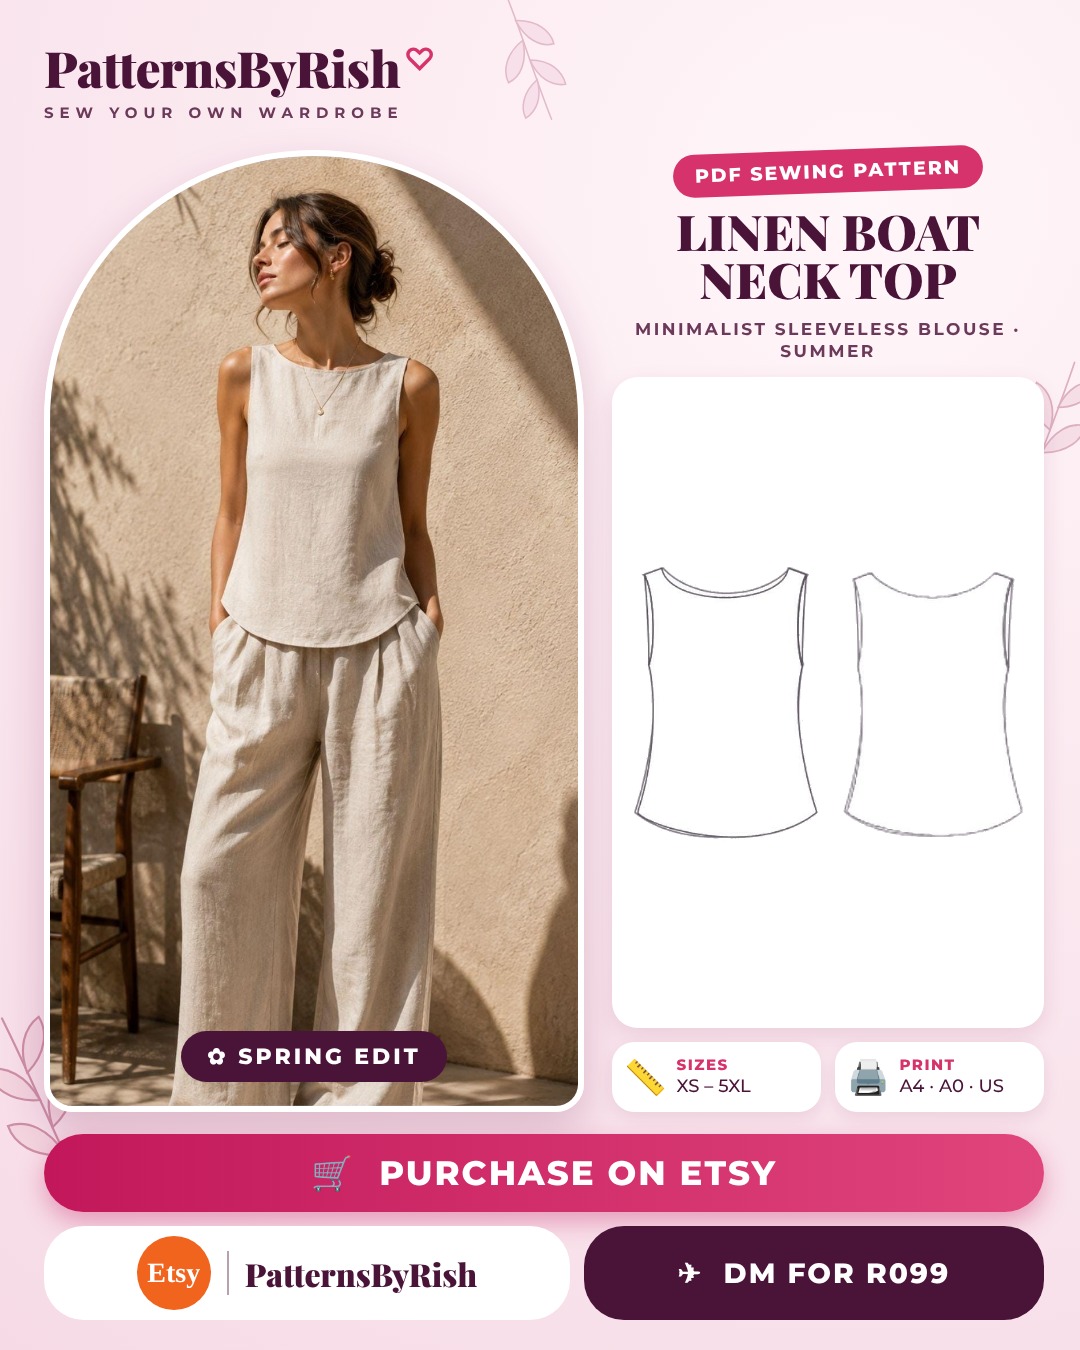 PatternsByRish
SEW YOUR OWN WARDROBE
PDF SEWING PATTERN
LINEN BOAT
NECK TOP
MINIMALIST SLEEVELESS BLOUSE ·
SUMMER
✿ SPRING EDIT
SIZES
XS – 5XL
PRINT
A4 · A0 · US
PURCHASE ON ETSY
Etsy | PatternsByRish
✈ DM FOR R099